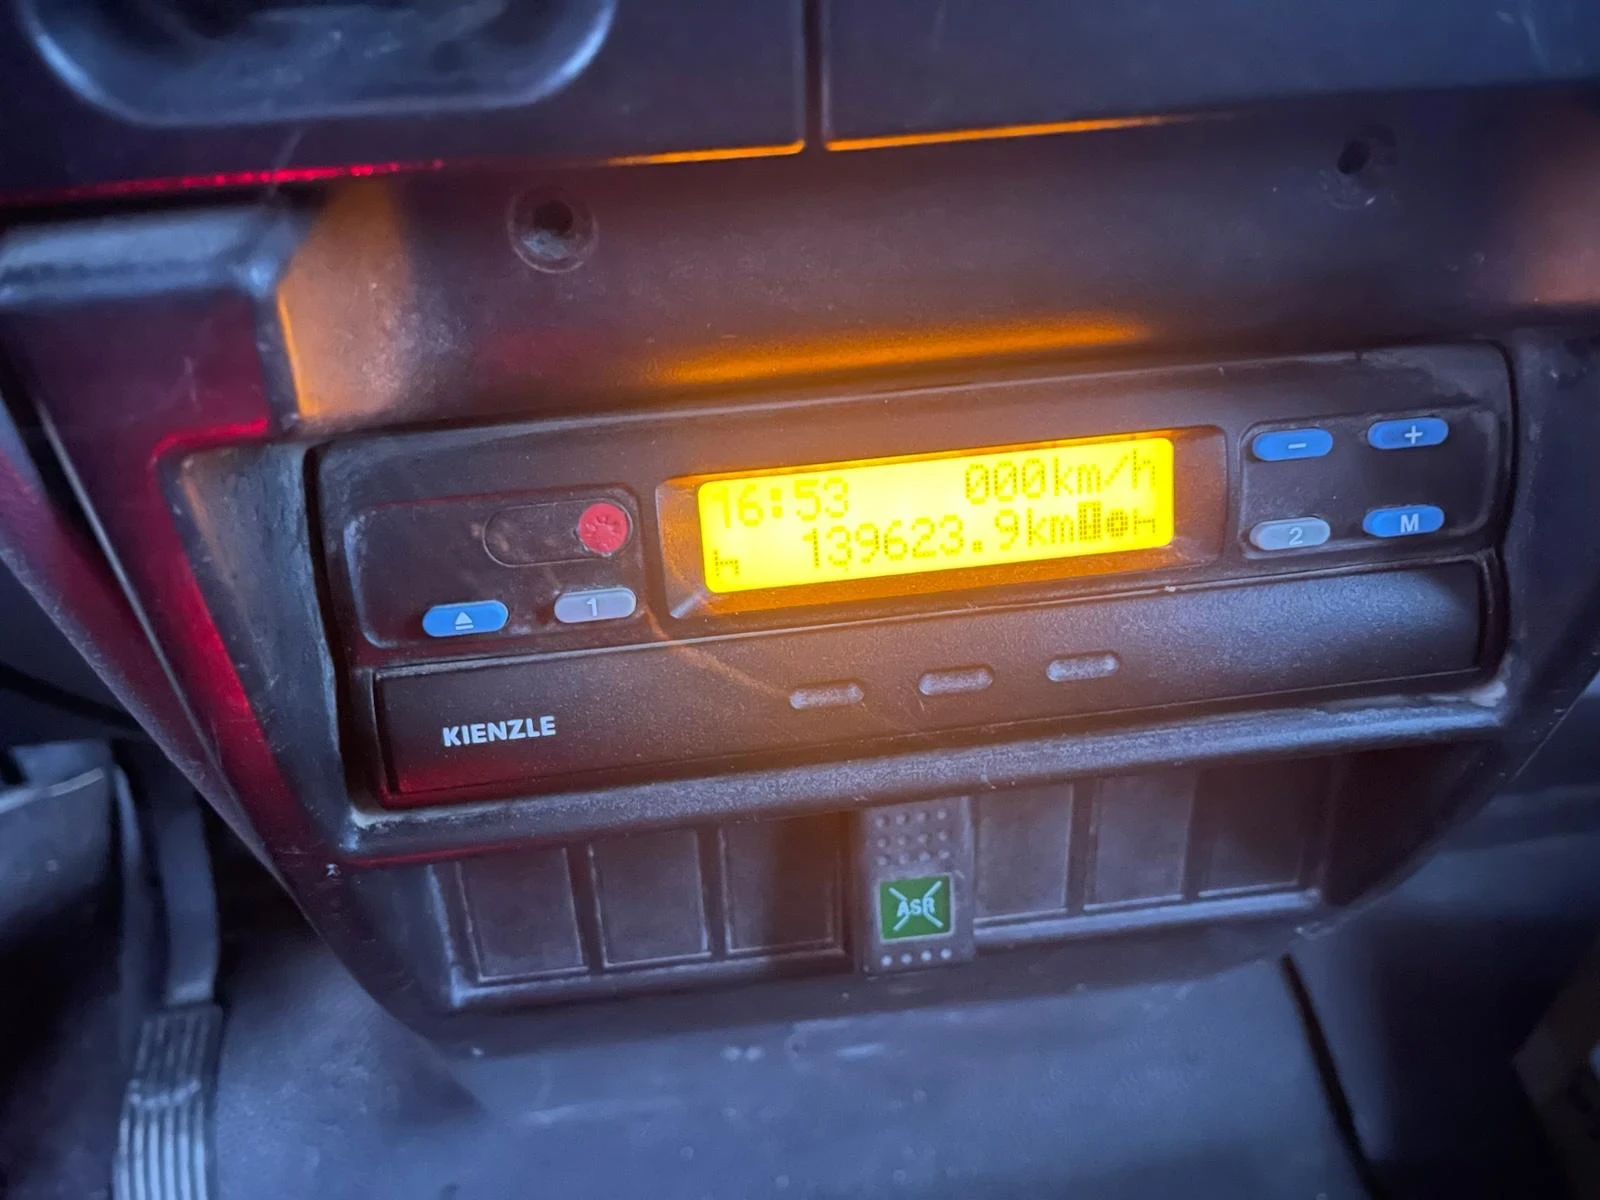 16:53 000km/h
h 139623.9km
- +
1
2 M
KIENZLE
ASR